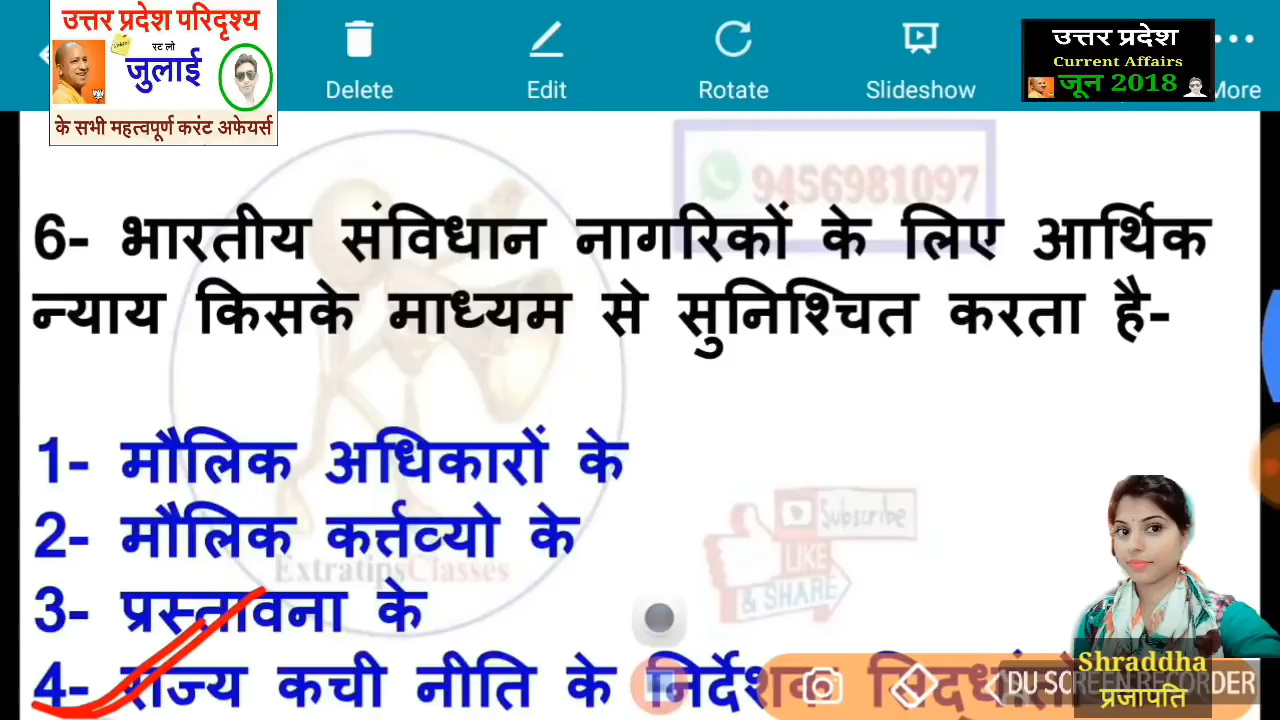 उत्तर प्रदेश परिदृश्य
रट लो
जुलाई
के सभी महत्वपूर्ण करंट अफेयर्स
Delete
Edit
Rotate
Slideshow
More
उत्तर प्रदेश
Current Affairs
जून 2018
9456981097
6- भारतीय संविधान नागरिकों के लिए आर्थिक
न्याय किसके माध्यम से सुनिश्चित करता है-
1- मौलिक अधिकारों के
2- मौलिक कर्त्तव्यो के
3- प्रस्तावना के
4- राज्य कची नीति के निर्देशक सिद्धांतो
ExtratipsClasses
Subscribe
LIKE
& SHARE
Shraddha
प्रजापति
DU SCREEN RECORDER